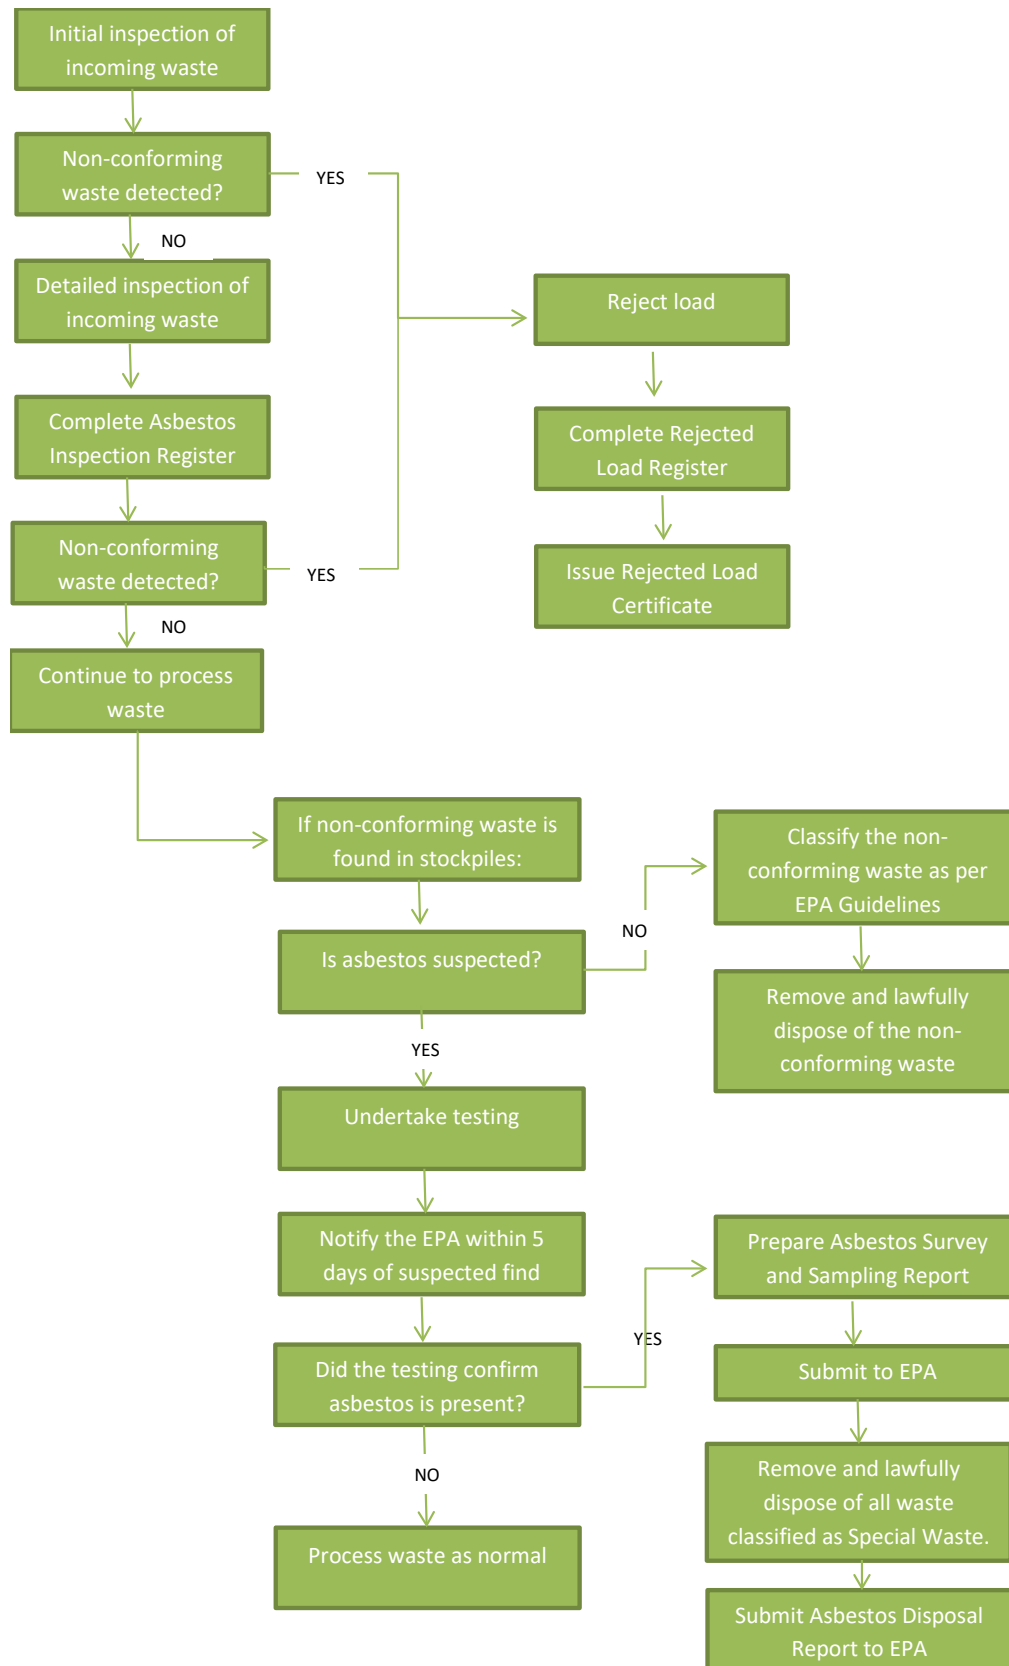 Initial inspection of
incoming waste
Non-conforming
waste detected?
YES
NO
Detailed inspection of
incoming waste
Reject load
Complete Asbestos
Inspection Register
Complete Rejected
Load Register
Non-conforming
waste detected?
YES
Issue Rejected Load
Certificate
NO
Continue to process
waste
If non-conforming waste is
found in stockpiles:
Classify the non-
conforming waste as per
EPA Guidelines
Is asbestos suspected?
NO
Remove and lawfully
dispose of the non-
conforming waste
YES
Undertake testing
Notify the EPA within 5
days of suspected find
Prepare Asbestos Survey
and Sampling Report
YES
Did the testing confirm
asbestos is present?
Submit to EPA
NO
Remove and lawfully
dispose of all waste
classified as Special Waste.
Process waste as normal
Submit Asbestos Disposal
Report to EPA